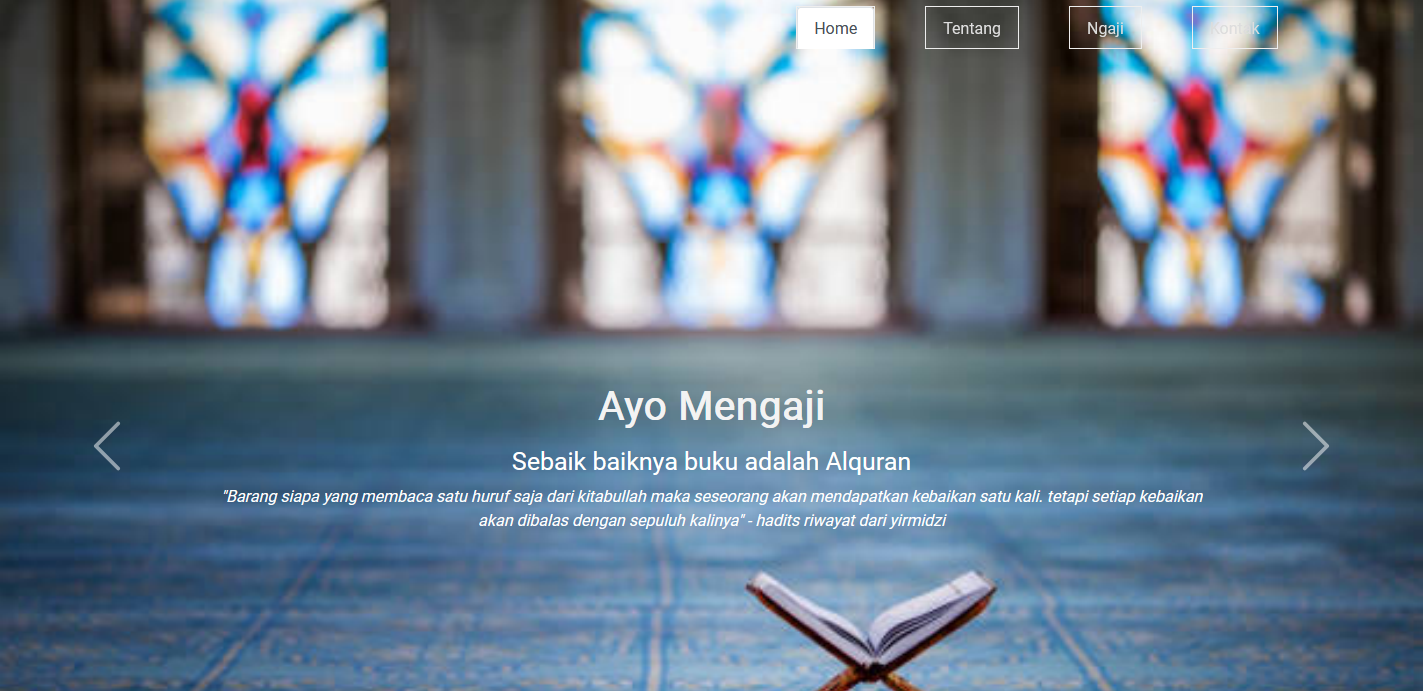 Home Tentang Ngaji Kontak
Ayo Mengaji
Sebaik baiknya buku adalah Alquran
"Barang siapa yang membaca satu huruf saja dari kitabullah maka seseorang akan mendapatkan kebaikan satu kali. tetapi setiap kebaikan
akan dibalas dengan sepuluh kalinya" - hadits riwayat dari yirmidzi